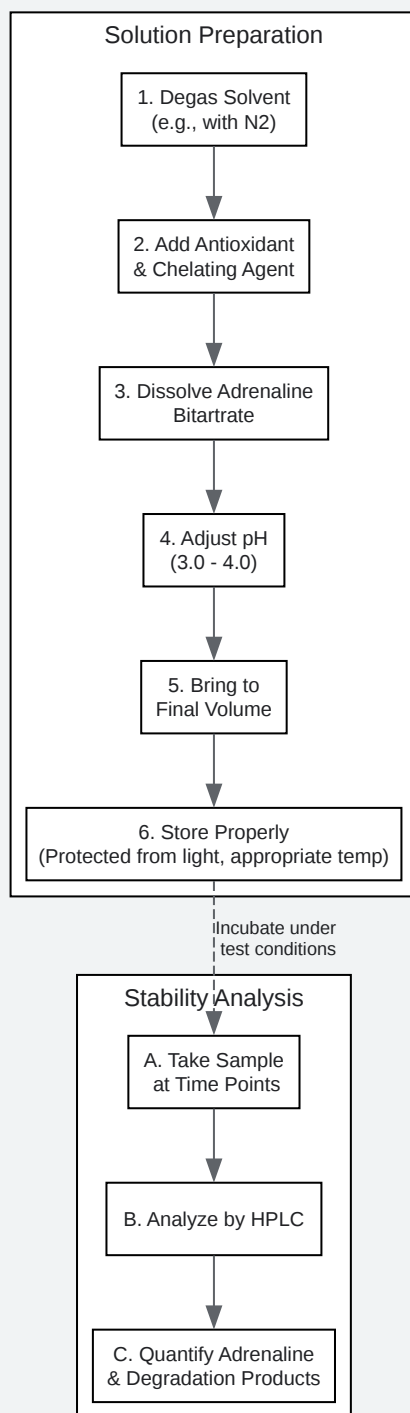 Solution Preparation
1. Degas Solvent
(e.g., with N2)
2. Add Antioxidant
& Chelating Agent
3. Dissolve Adrenaline
Bitartrate
4. Adjust pH
(3.0 - 4.0)
5. Bring to
Final Volume
6. Store Properly
(Protected from light, appropriate temp)
Incubate under
test conditions
Stability Analysis
A. Take Sample
at Time Points
B. Analyze by HPLC
C. Quantify Adrenaline
& Degradation Products